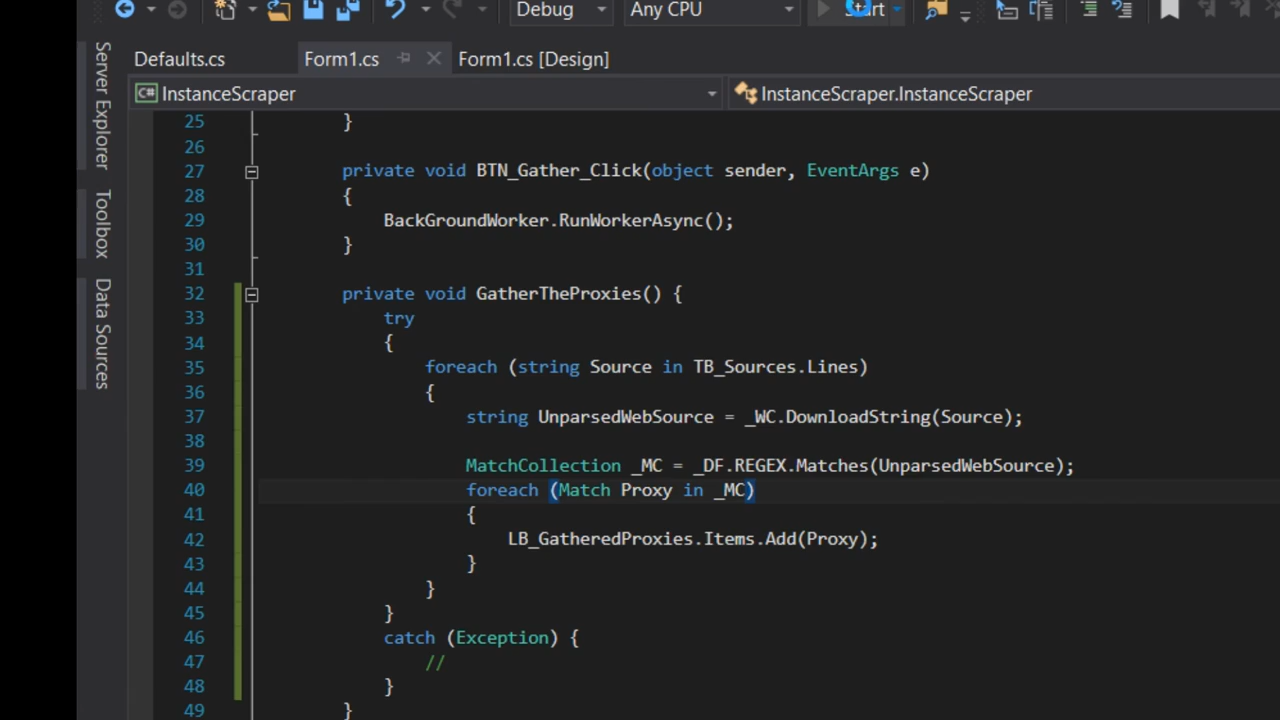 Debug Any CPU Start
Defaults.cs Form1.cs Form1.cs [Design]
InstanceScraper InstanceScraper.InstanceScraper
Server Explorer
Toolbox
Data Sources
25 }
26
27 private void BTN_Gather_Click(object sender, EventArgs e)
28 {
29 BackGroundWorker.RunWorkerAsync();
30 }
31
32 private void GatherTheProxies() {
33 try
34 {
35 foreach (string Source in TB_Sources.Lines)
36 {
37 string UnparsedWebSource = _WC.DownloadString(Source);
38
39 MatchCollection _MC = _DF.REGEX.Matches(UnparsedWebSource);
40 foreach (Match Proxy in _MC)
41 {
42 LB_GatheredProxies.Items.Add(Proxy);
43 }
44 }
45 }
46 catch (Exception) {
47 //
48 }
49 }